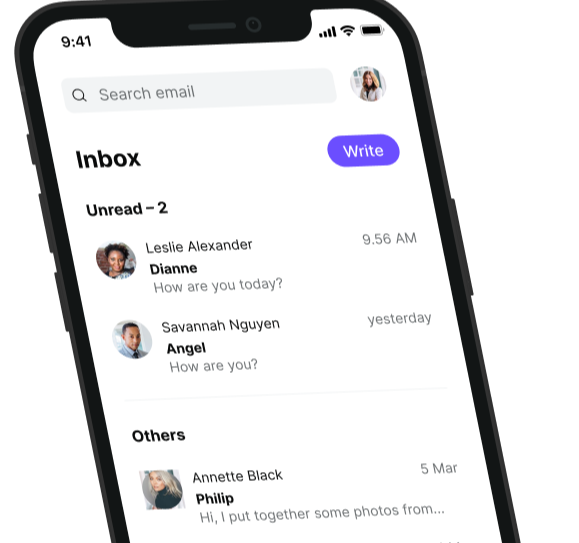 9:41
Search email
Inbox
Write
Unread – 2
Leslie Alexander
9.56 AM
Dianne
How are you today?
Savannah Nguyen
yesterday
Angel
How are you?
Others
Annette Black
5 Mar
Philip
Hi, I put together some photos from...